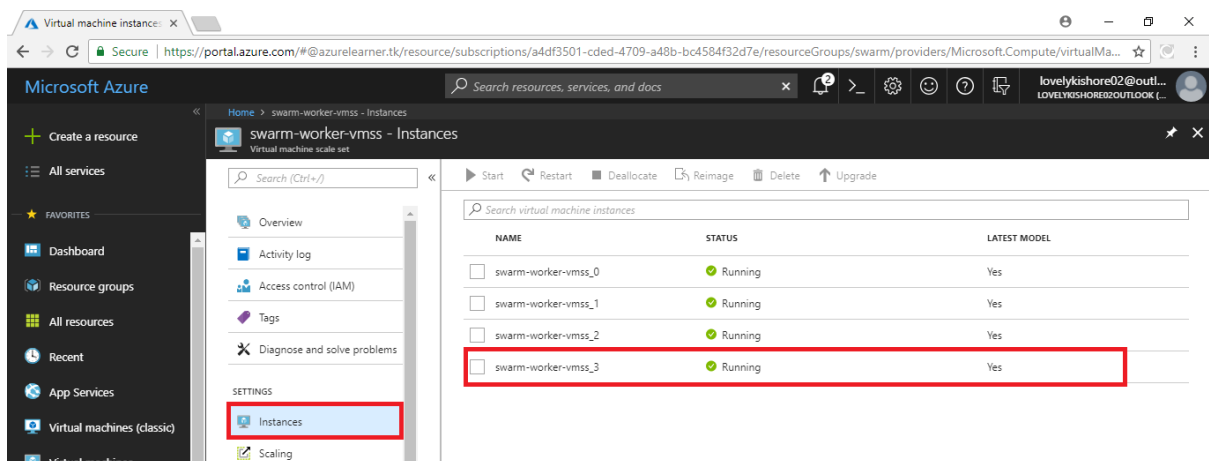 Virtual machine instances
Secure | https://portal.azure.com/#@azurelearner.tk/resource/subscriptions/a4df3501-cded-4709-a48b-bc4584f32d7e/resourceGroups/swarm/providers/Microsoft.Compute/virtualMa...
Microsoft Azure
Search resources, services, and docs
2
lovelykishore02@outl...
LOVELYKISHORE02OUTLOOK (...
Create a resource
All services
FAVORITES
Dashboard
Resource groups
All resources
Recent
App Services
Virtual machines (classic)
Home > swarm-worker-vmss - Instances
swarm-worker-vmss - Instances
Virtual machine scale set
Search (Ctrl+/)
Overview
Activity log
Access control (IAM)
Tags
Diagnose and solve problems
SETTINGS
Instances
Scaling
Start Restart Deallocate Reimage Delete Upgrade
Search virtual machine instances
NAME STATUS LATEST MODEL
swarm-worker-vmss_0 Running Yes
swarm-worker-vmss_1 Running Yes
swarm-worker-vmss_2 Running Yes
swarm-worker-vmss_3 Running Yes